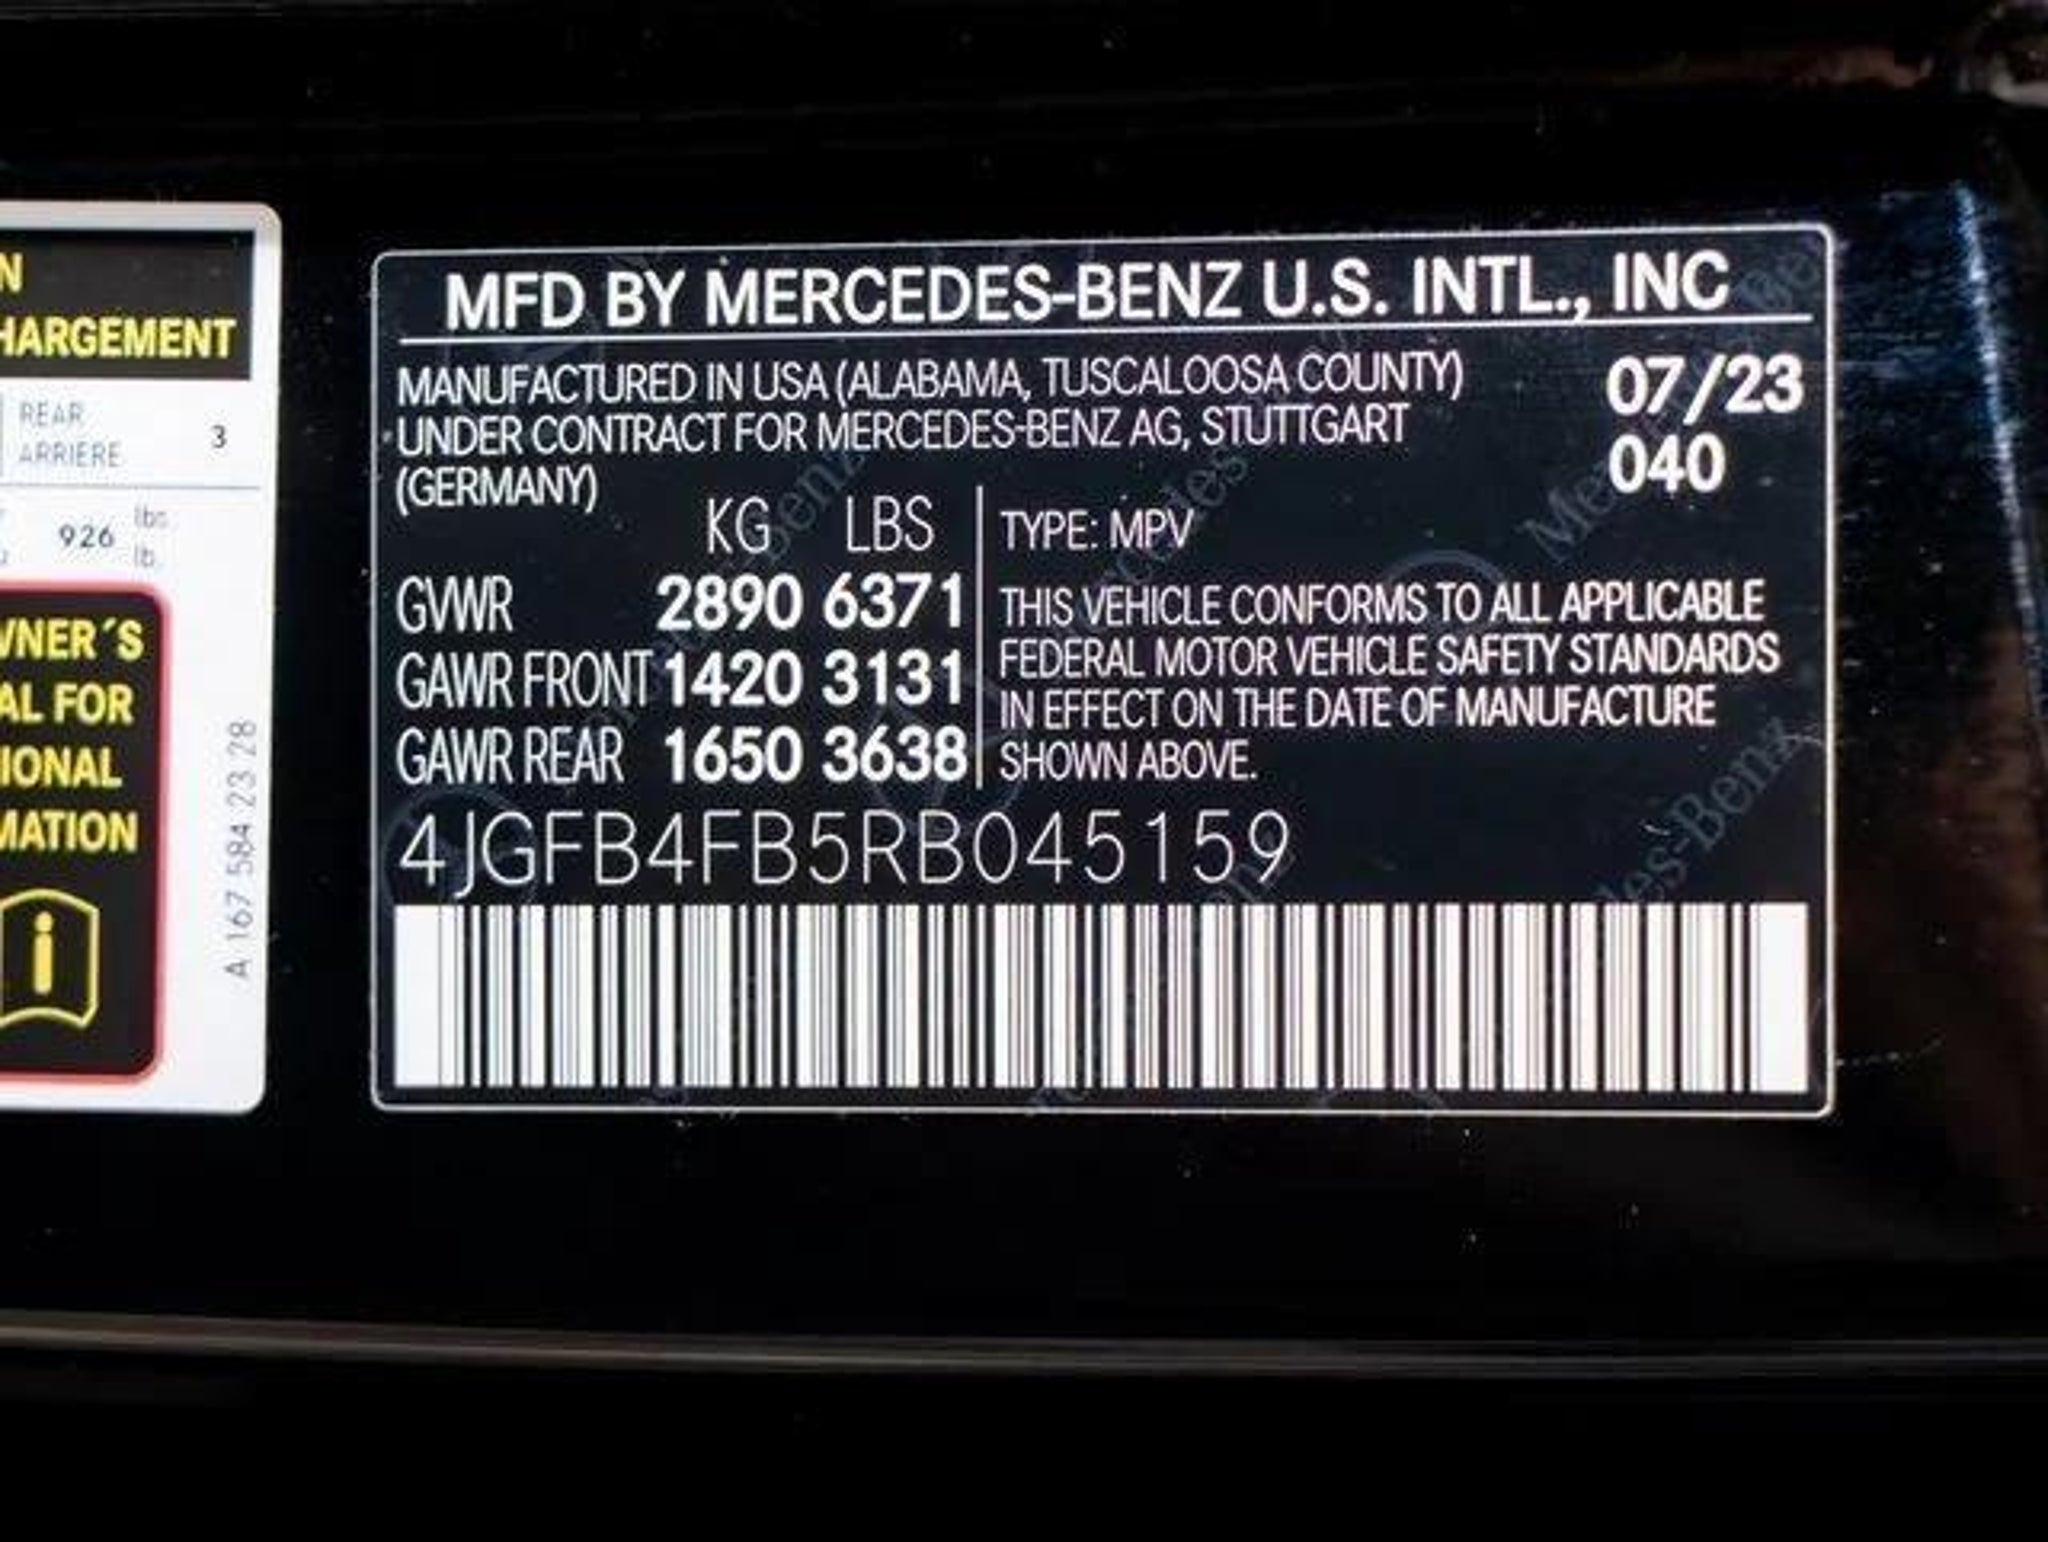 N
HARGEMENT
REAR
ARRIERE
3
926
lbs.
lb.
WNER´S
AL FOR
IONAL
MATION
A 167 584 23 28
MFD BY MERCEDES-BENZ U.S. INTL., INC
MANUFACTURED IN USA (ALABAMA, TUSCALOOSA COUNTY)
UNDER CONTRACT FOR MERCEDES-BENZ AG, STUTTGART
(GERMANY)
07/23
040
KG LBS
GVWR 2890 6371
GAWR FRONT 1420 3131
GAWR REAR 1650 3638
TYPE: MPV
THIS VEHICLE CONFORMS TO ALL APPLICABLE
FEDERAL MOTOR VEHICLE SAFETY STANDARDS
IN EFFECT ON THE DATE OF MANUFACTURE
SHOWN ABOVE.
4JGFB4FB5RB045159